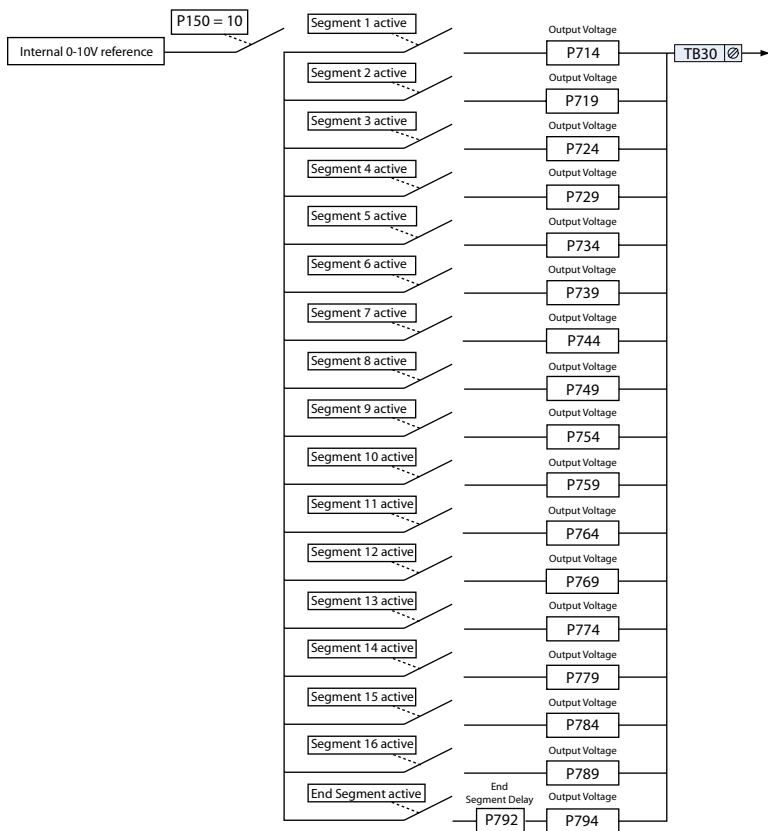 P150 = 10
Internal 0-10V reference
Segment 1 active
Output Voltage
P714
TB30
Segment 2 active
Output Voltage
P719
Segment 3 active
Output Voltage
P724
Segment 4 active
Output Voltage
P729
Segment 5 active
Output Voltage
P734
Segment 6 active
Output Voltage
P739
Segment 7 active
Output Voltage
P744
Segment 8 active
Output Voltage
P749
Segment 9 active
Output Voltage
P754
Segment 10 active
Output Voltage
P759
Segment 11 active
Output Voltage
P764
Segment 12 active
Output Voltage
P769
Segment 13 active
Output Voltage
P774
Segment 14 active
Output Voltage
P779
Segment 15 active
Output Voltage
P784
Segment 16 active
Output Voltage
P789
End Segment active
End
Segment Delay
P792
Output Voltage
P794